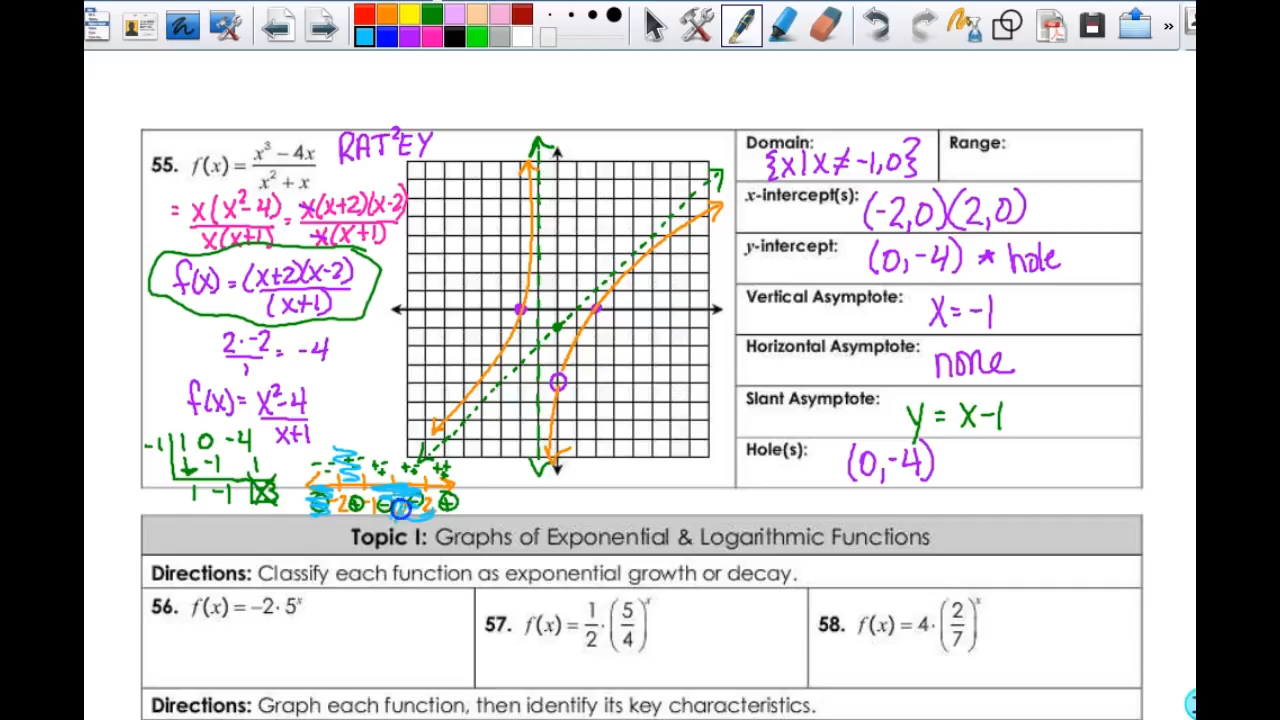 »
55. f(x) = x³ − 4x / x² + x
RAT²EY
= x(x²-4) / x(x+1) = x(x+2)(x-2) / x(x+1)
f(x) = (x+2)(x-2) / (x+1)
2·-2 / 1 = -4
f(x) = x²-4 / x+1
-1 | 1 0 -4
-1 1
1 -1
Domain: {x | x ≠ -1, 0}
Range:
x-intercept(s): (-2,0)(2,0)
y-intercept: (0,-4) * hole
Vertical Asymptote: x = -1
Horizontal Asymptote: none
Slant Asymptote: y = x-1
Hole(s): (0,-4)
Topic I: Graphs of Exponential & Logarithmic Functions
Directions: Classify each function as exponential growth or decay.
56. f(x) = −2 · 5ˣ
57. f(x) = 1/2 · (5/4)ˣ
58. f(x) = 4 · (2/7)ˣ
Directions: Graph each function, then identify its key characteristics.